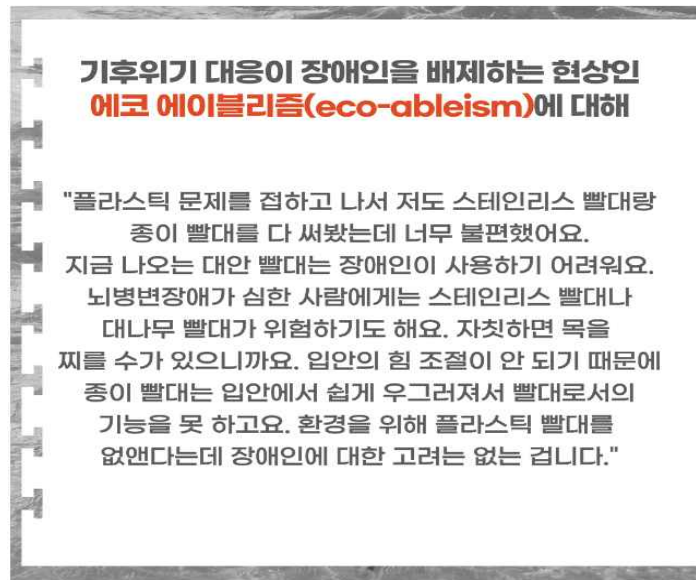 기후위기 대응이 장애인을 배제하는 현상인
에코 에이블리즘(eco-ableism)에 대해
"플라스틱 문제를 접하고 나서 저도 스테인리스 빨대랑
종이 빨대를 다 써봤는데 너무 불편했어요.
지금 나오는 대안 빨대는 장애인이 사용하기 어려워요.
뇌병변장애가 심한 사람에게는 스테인리스 빨대나
대나무 빨대가 위험하기도 해요. 자칫하면 목을
찌를 수가 있으니까요. 입안의 힘 조절이 안 되기 때문에
종이 빨대는 입안에서 쉽게 우그러져서 빨대로서의
기능을 못 하고요. 환경을 위해 플라스틱 빨대를
없앤다는데 장애인에 대한 고려는 없는 겁니다."